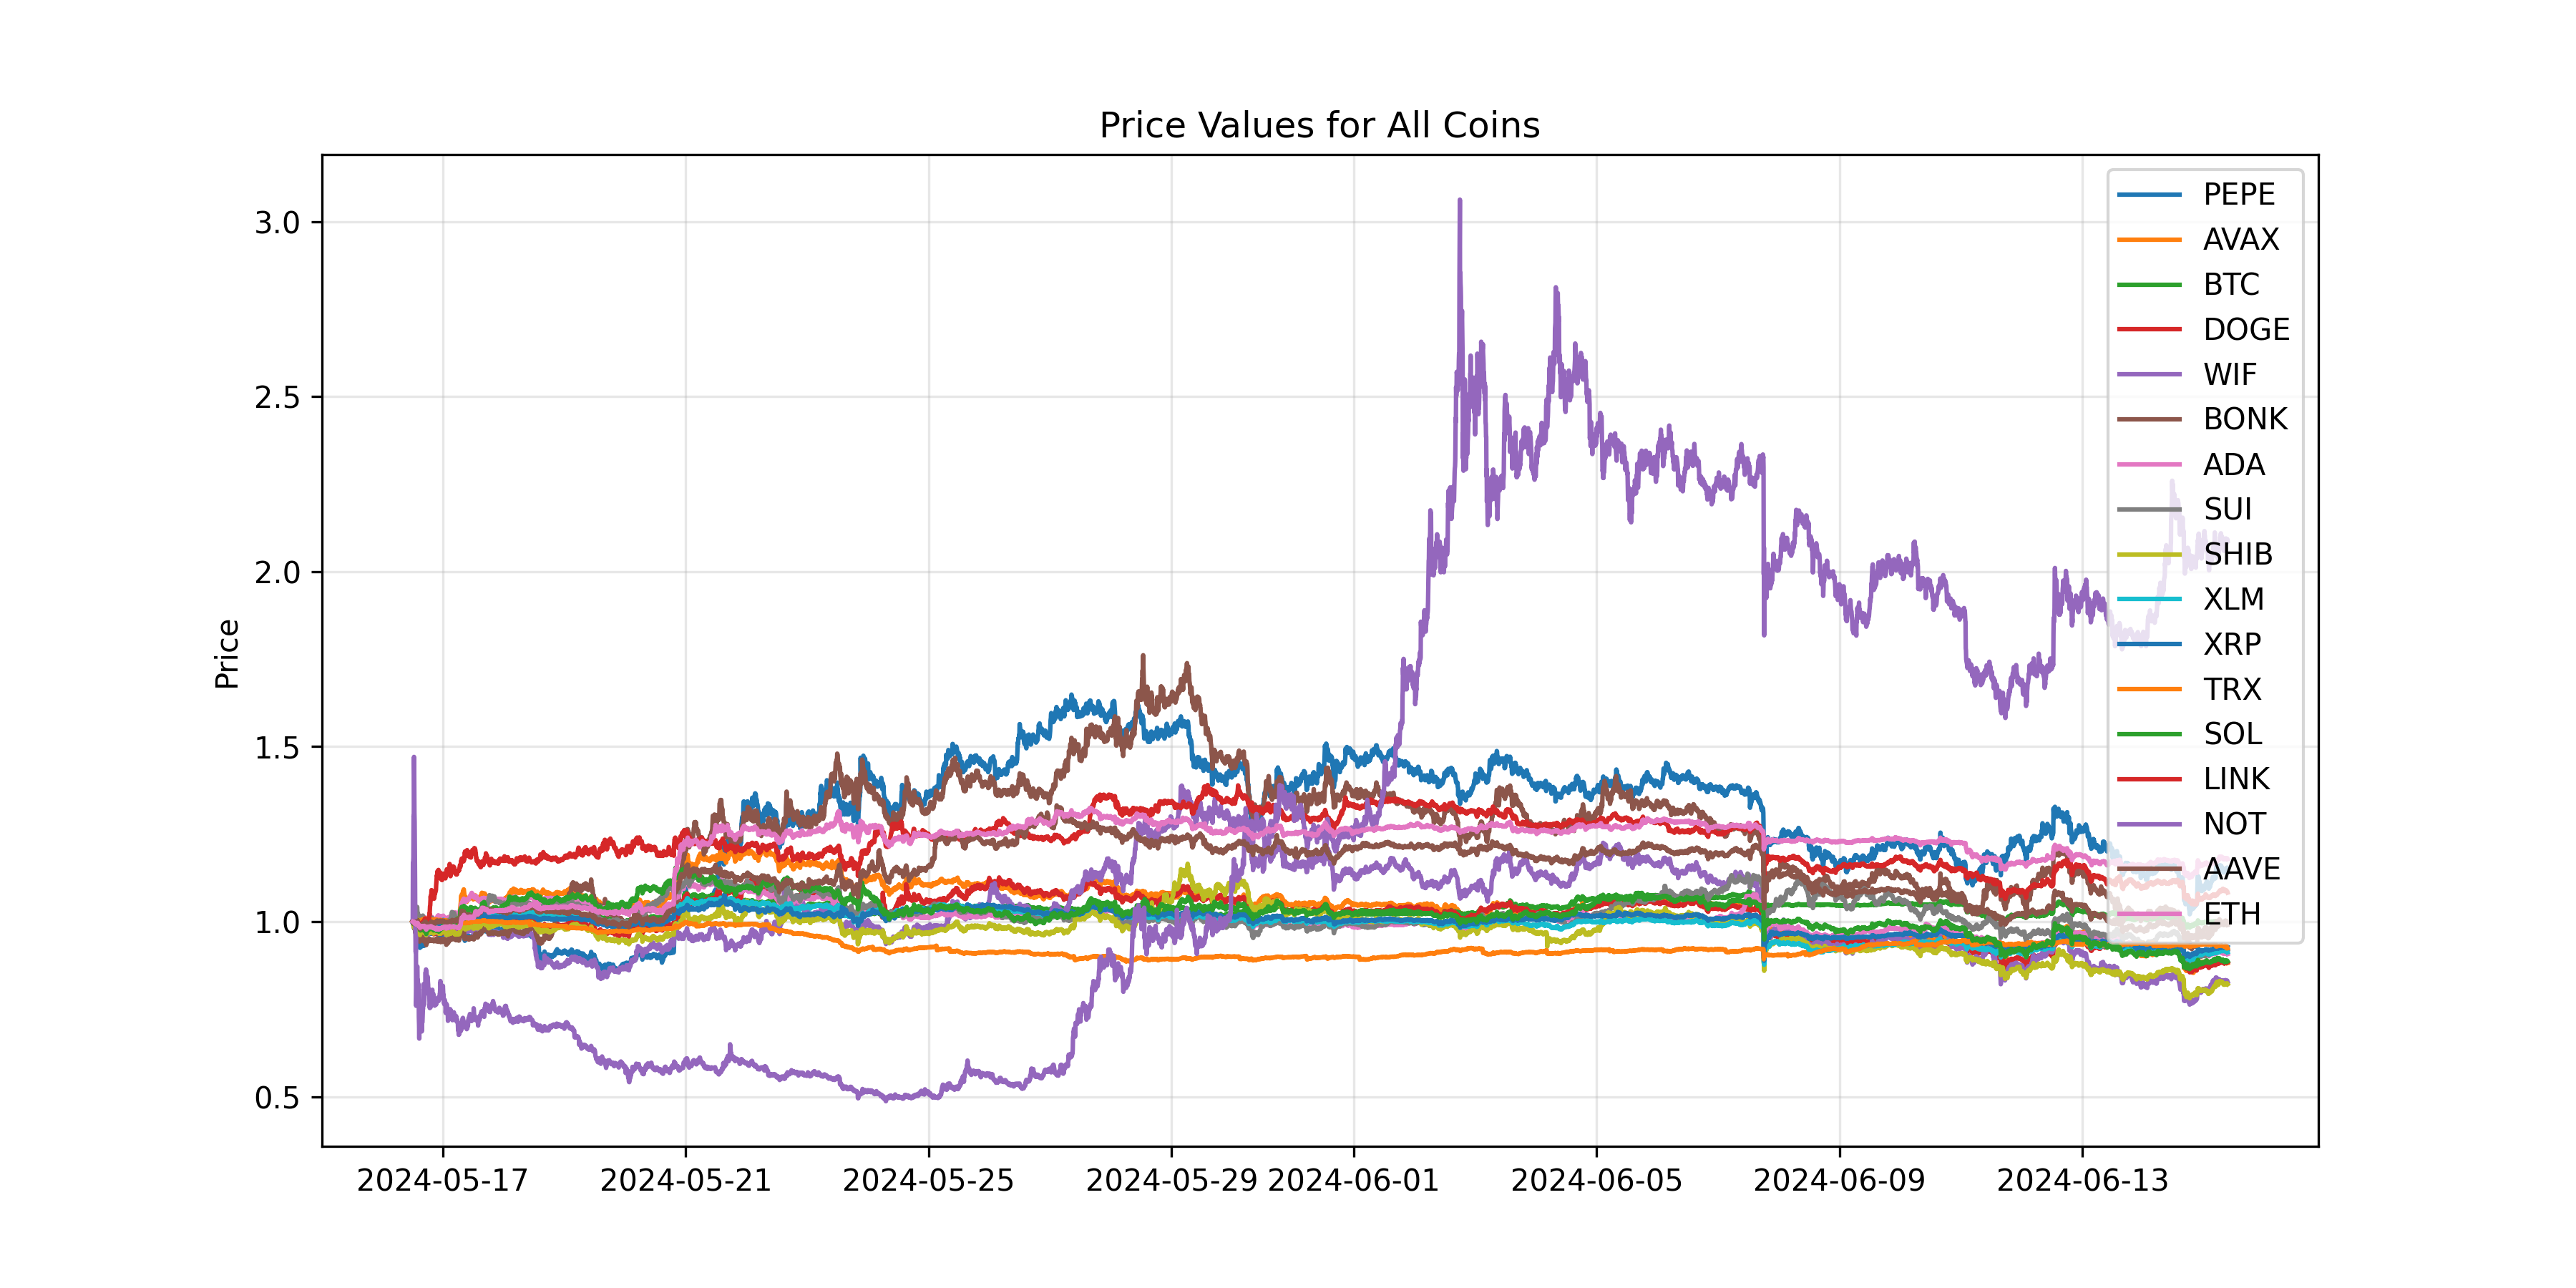 Price Values for All Coins
3.0
2.5
2.0
1.5
1.0
0.5
Price
2024-05-17
2024-05-21
2024-05-25
2024-05-29
2024-06-01
2024-06-05
2024-06-09
2024-06-13
PEPE
AVAX
BTC
DOGE
WIF
BONK
ADA
SUI
SHIB
XLM
XRP
TRX
SOL
LINK
NOT
AAVE
ETH